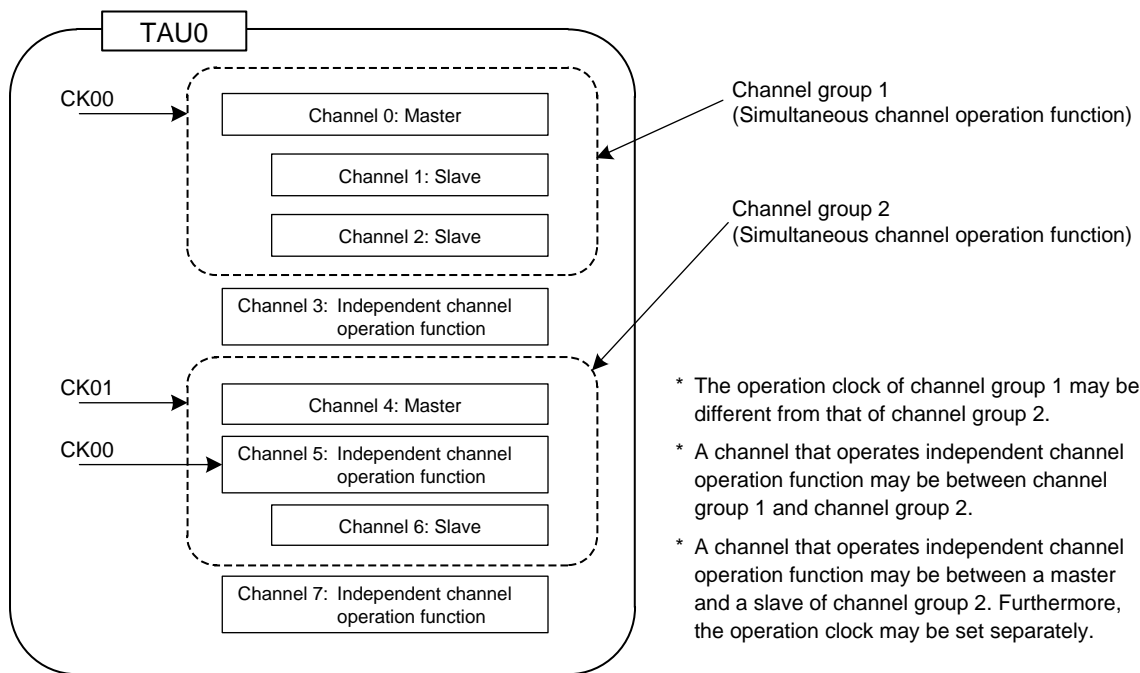 TAU0
CK00
Channel 0: Master
Channel 1: Slave
Channel 2: Slave
Channel group 1
(Simultaneous channel operation function)
Channel group 2
(Simultaneous channel operation function)
Channel 3: Independent channel
operation function
CK01
Channel 4: Master
CK00
Channel 5: Independent channel
operation function
Channel 6: Slave
Channel 7: Independent channel
operation function
* The operation clock of channel group 1 may be
different from that of channel group 2.
* A channel that operates independent channel
operation function may be between channel
group 1 and channel group 2.
* A channel that operates independent channel
operation function may be between a master
and a slave of channel group 2. Furthermore,
the operation clock may be set separately.